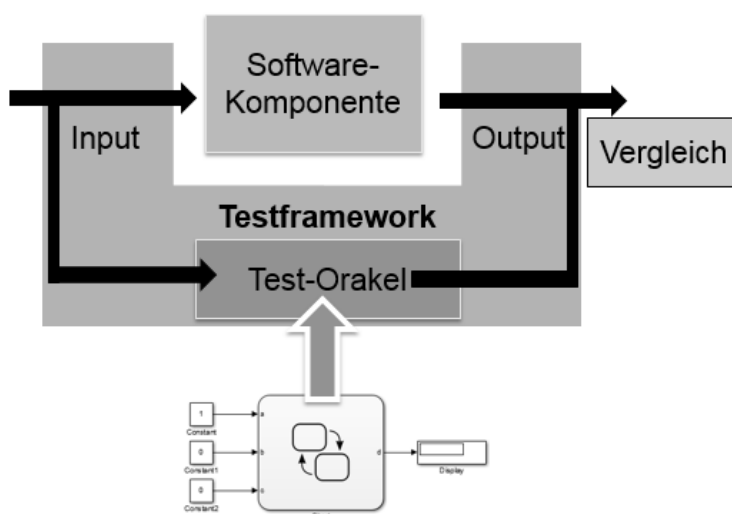 Software-
Komponente
Input
Output
Vergleich
Testframework
Test-Orakel
1
a
Constant
0
b
d
Constant1
Display
0
c
Constant2